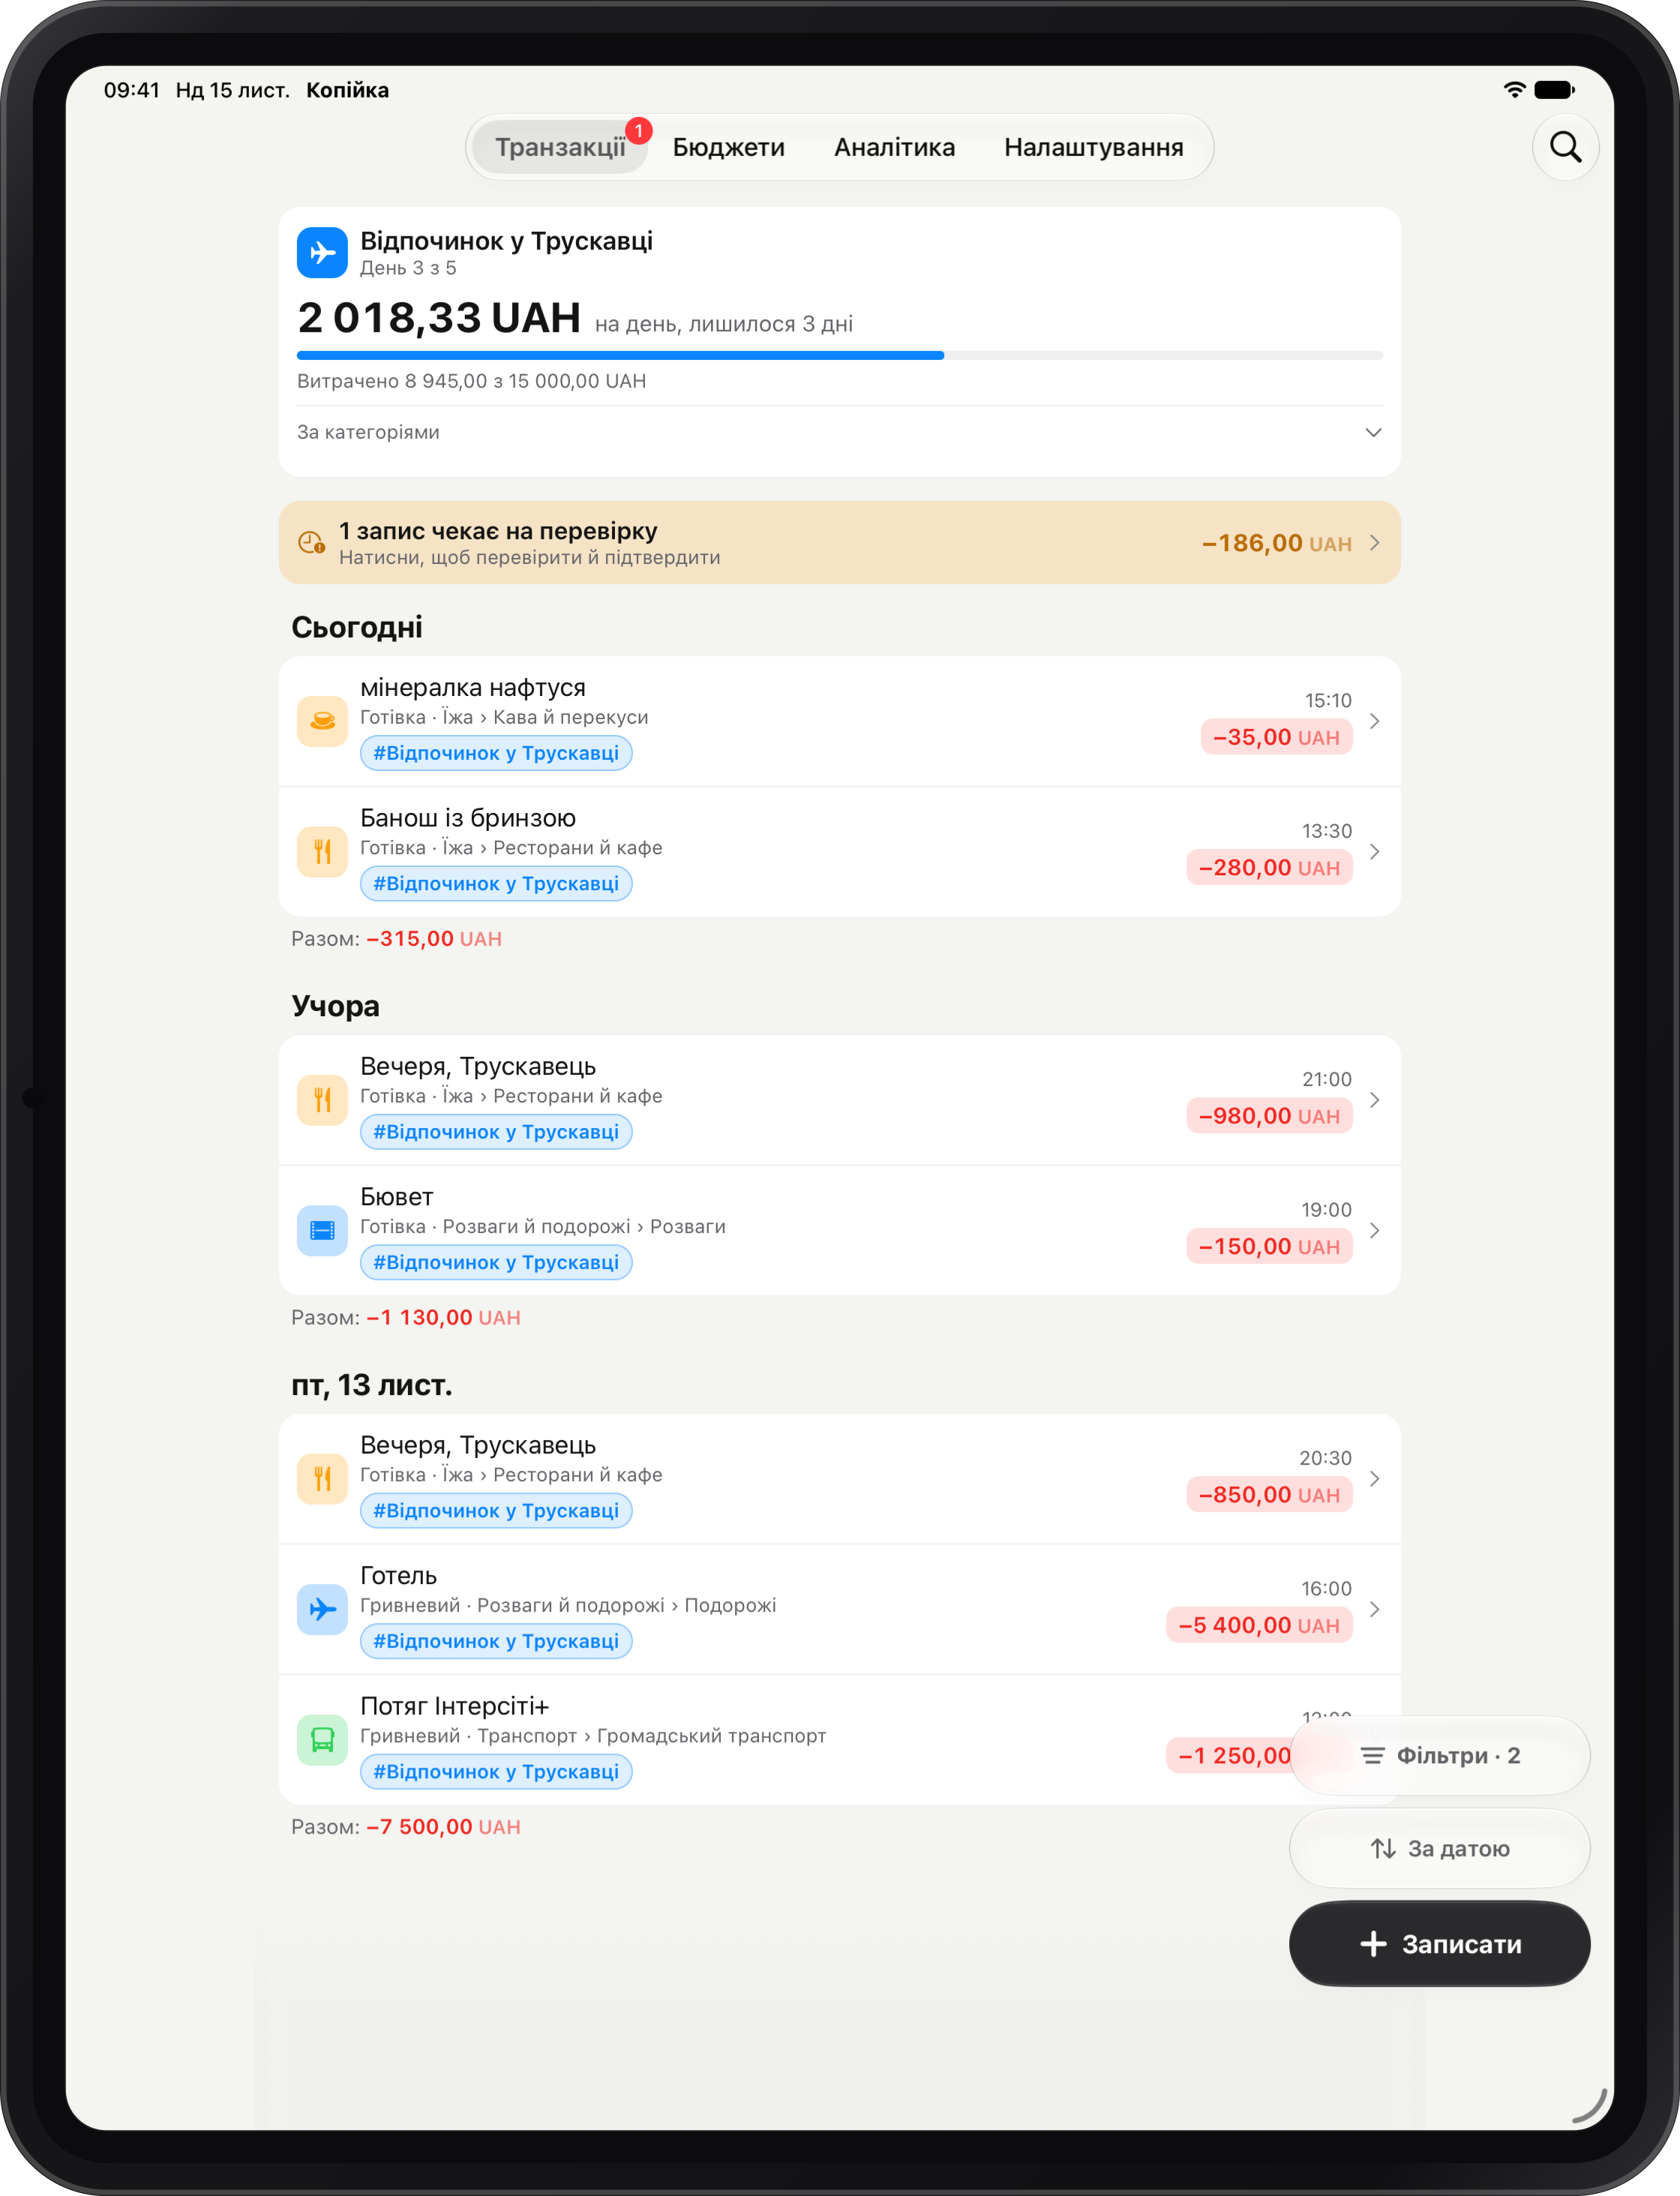 09:41 Нд 15 лист. Копійка
Транзакції 1 Бюджети Аналітика Налаштування
Відпочинок у Трускавці
День 3 з 5
2 018,33 UAH на день, лишилося 3 дні
Витрачено 8 945,00 з 15 000,00 UAH
За категоріями
1 запис чекає на перевірку
Натисни, щоб перевірити й підтвердити
−186,00 UAH
Сьогодні
мінералка нафтуся
Готівка · Їжа › Кава й перекуси
#Відпочинок у Трускавці
15:10
−35,00 UAH
Банош із бринзою
Готівка · Їжа › Ресторани й кафе
#Відпочинок у Трускавці
13:30
−280,00 UAH
Разом: −315,00 UAH
Учора
Вечеря, Трускавець
Готівка · Їжа › Ресторани й кафе
#Відпочинок у Трускавці
21:00
−980,00 UAH
Бювет
Готівка · Розваги й подорожі › Розваги
#Відпочинок у Трускавці
19:00
−150,00 UAH
Разом: −1 130,00 UAH
пт, 13 лист.
Вечеря, Трускавець
Готівка · Їжа › Ресторани й кафе
#Відпочинок у Трускавці
20:30
−850,00 UAH
Готель
Гривневий · Розваги й подорожі › Подорожі
#Відпочинок у Трускавці
16:00
−5 400,00 UAH
Потяг Інтерсіті+
Гривневий · Транспорт › Громадський транспорт
#Відпочинок у Трускавці
−1 250,00
Разом: −7 500,00 UAH
Фільтри · 2
За датою
Записати